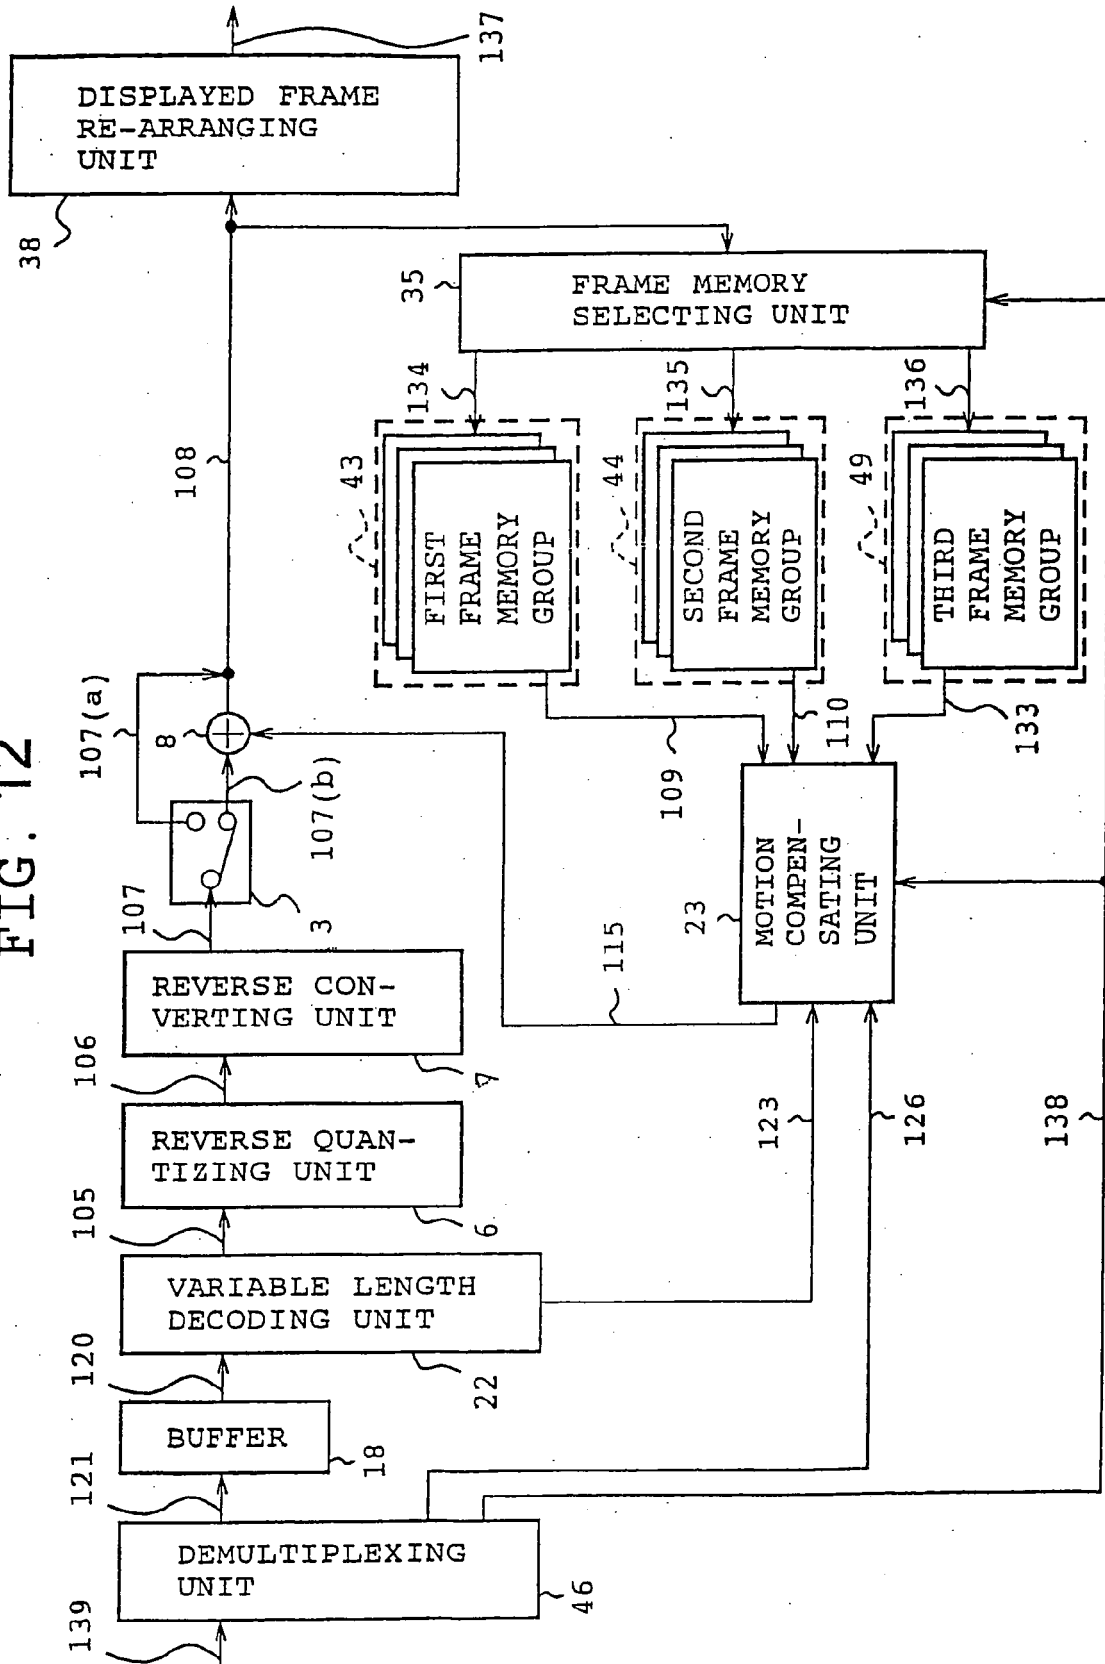 FIG. 12
139
DEMULTIPLEXING
UNIT
46
121
BUFFER
18
120
VARIABLE LENGTH
DECODING UNIT
22
105
REVERSE QUAN-
TIZING UNIT
6
106
REVERSE CON-
VERTING UNIT
7
107
3
107(a)
107(b)
8
108
DISPLAYED FRAME
RE-ARRANGING
UNIT
38
137
35
FRAME MEMORY
SELECTING UNIT
134
135
136
43
FIRST
FRAME
MEMORY
GROUP
44
SECOND
FRAME
MEMORY
GROUP
49
THIRD
FRAME
MEMORY
GROUP
109
110
133
23
MOTION
COMPEN-
SATING
UNIT
115
123
126
138